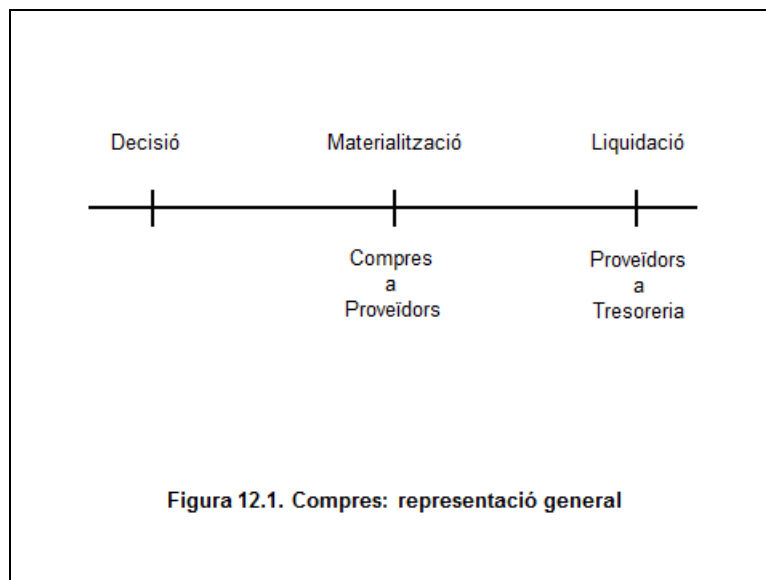 Decisió
Materialització
Liquidació
Compres
a
Proveïdors
Proveïdors
a
Tresoreria
Figura 12.1. Compres: representació general